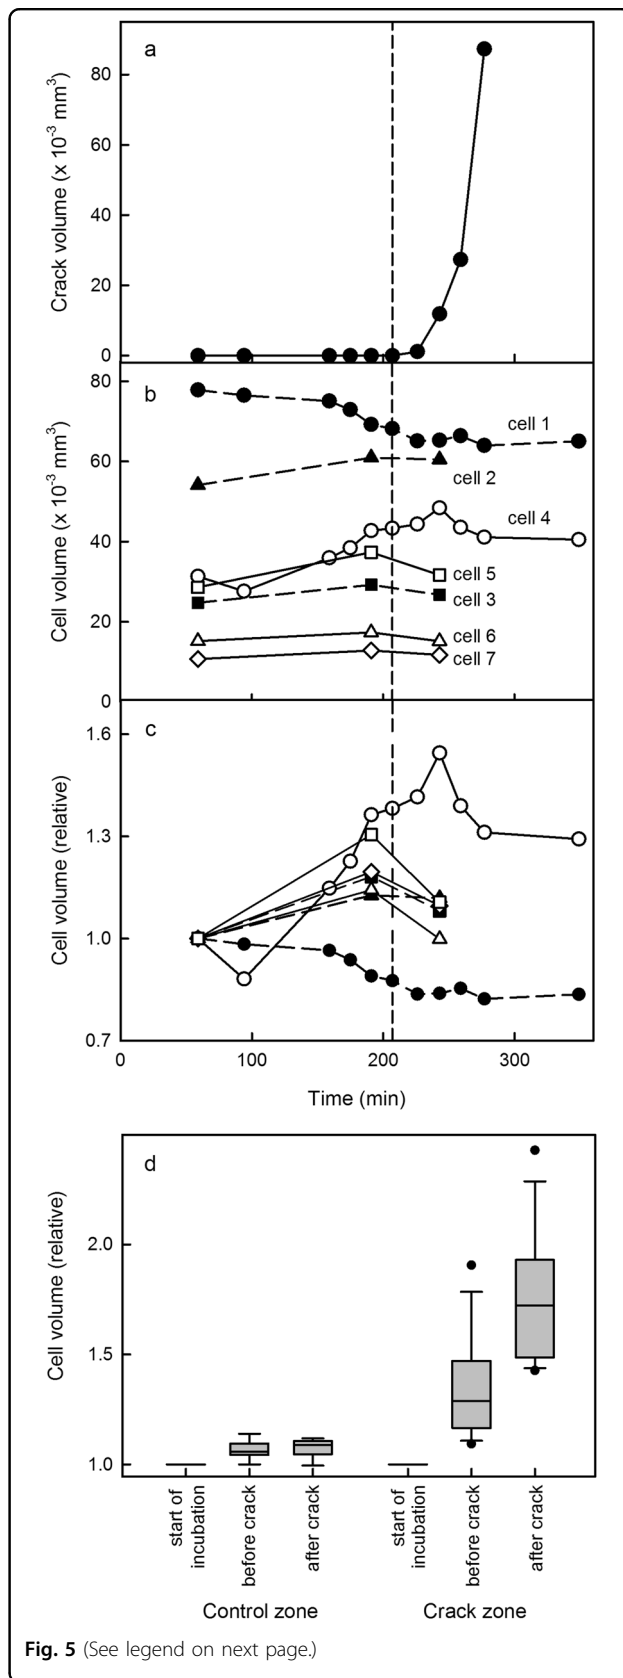 a
Crack volume (x 10⁻³ mm³)
80
60
40
20
0
b
Cell volume (x 10⁻³ mm³)
80
60
40
20
0
cell 1
cell 2
cell 4
cell 5
cell 3
cell 6
cell 7
c
Cell volume (relative)
1.6
1.3
1.0
0.7
0
100
200
300
Time (min)
d
Cell volume (relative)
2.0
1.5
1.0
start of
incubation
before crack
after crack
start of
incubation
before crack
after crack
Control zone
Crack zone
Fig. 5 (See legend on next page.)